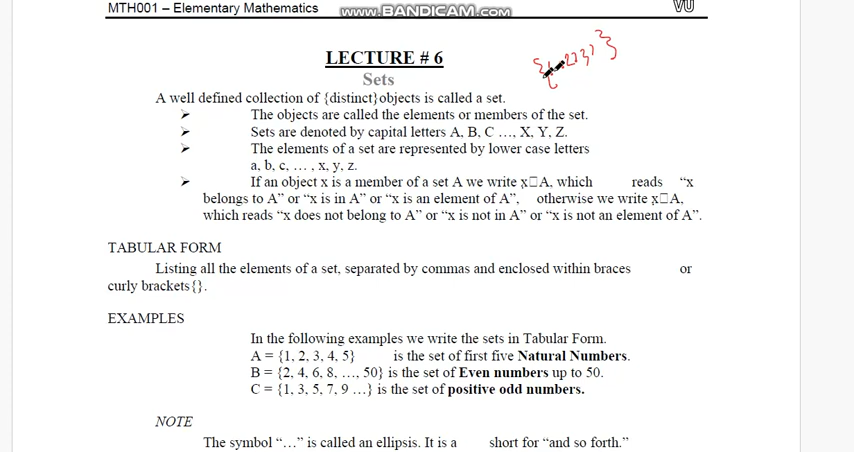 MTH001 – Elementary Mathematics
WWW.BANDICAM.COM
VU
LECTURE # 6
Sets
A well defined collection of {distinct}objects is called a set.
➢ The objects are called the elements or members of the set.
➢ Sets are denoted by capital letters A, B, C …, X, Y, Z.
➢ The elements of a set are represented by lower case letters
a, b, c, … , x, y, z.
➢ If an object x is a member of a set A we write x□A, which reads “x
belongs to A” or “x is in A” or “x is an element of A”, otherwise we write x□A,
which reads “x does not belong to A” or “x is not in A” or “x is not an element of A”.
TABULAR FORM
Listing all the elements of a set, separated by commas and enclosed within braces or
curly brackets{}.
EXAMPLES
In the following examples we write the sets in Tabular Form.
A = {1, 2, 3, 4, 5} is the set of first five Natural Numbers.
B = {2, 4, 6, 8, …, 50} is the set of Even numbers up to 50.
C = {1, 3, 5, 7, 9 …} is the set of positive odd numbers.
NOTE
The symbol “…” is called an ellipsis. It is a short for “and so forth.”